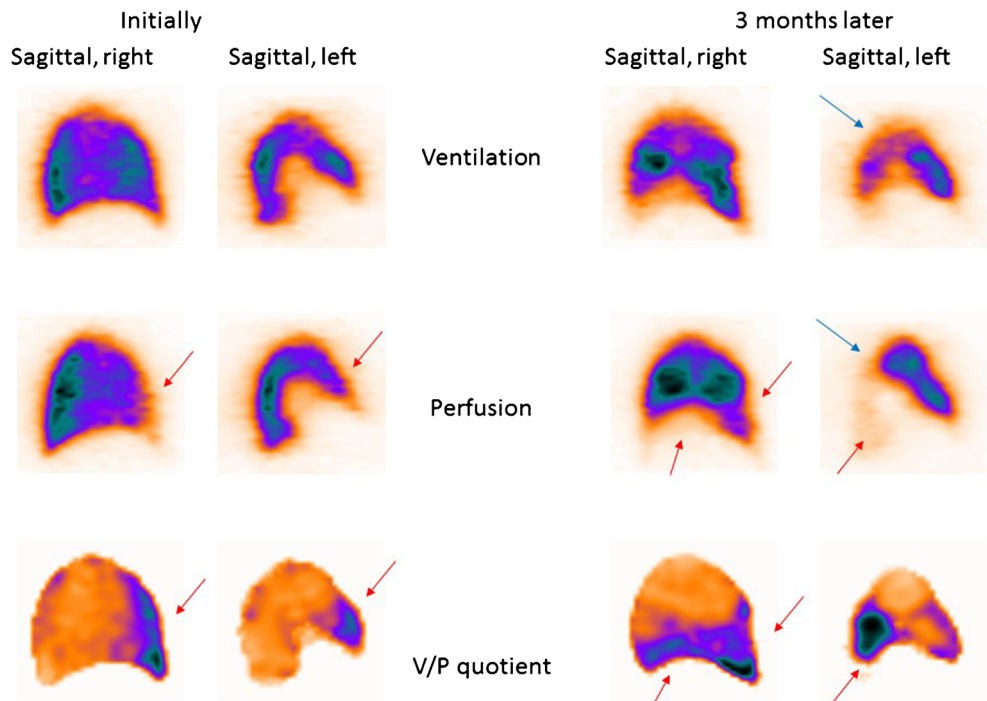 Initially
3 months later
Sagittal, right
Sagittal, left
Sagittal, right
Sagittal, left
Ventilation
Perfusion
V/P quotient